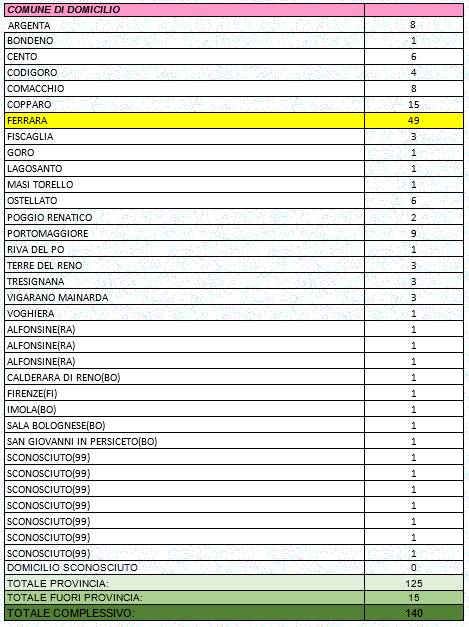 COMUNE DI DOMICILIO
ARGENTA 8
BONDENO 1
CENTO 6
CODIGORO 4
COMACCHIO 8
COPPARO 15
FERRARA 49
FISCAGLIA 3
GORO 1
LAGOSANTO 1
MASI TORELLO 1
OSTELLATO 6
POGGIO RENATICO 2
PORTOMAGGIORE 9
RIVA DEL PO 1
TERRE DEL RENO 3
TRESIGNANA 3
VIGARANO MAINARDA 3
VOGHIERA 1
ALFONSINE(RA) 1
ALFONSINE(RA) 1
ALFONSINE(RA) 1
CALDERARA DI RENO(BO) 1
FIRENZE(FI) 1
IMOLA(BO) 1
SALA BOLOGNESE(BO) 1
SAN GIOVANNI IN PERSICETO(BO) 1
SCONOSCIUTO(99) 1
SCONOSCIUTO(99) 1
SCONOSCIUTO(99) 1
SCONOSCIUTO(99) 1
SCONOSCIUTO(99) 1
SCONOSCIUTO(99) 1
SCONOSCIUTO(99) 1
DOMICILIO SCONOSCIUTO 0
TOTALE PROVINCIA: 125
TOTALE FUORI PROVINCIA: 15
TOTALE COMPLESSIVO: 140